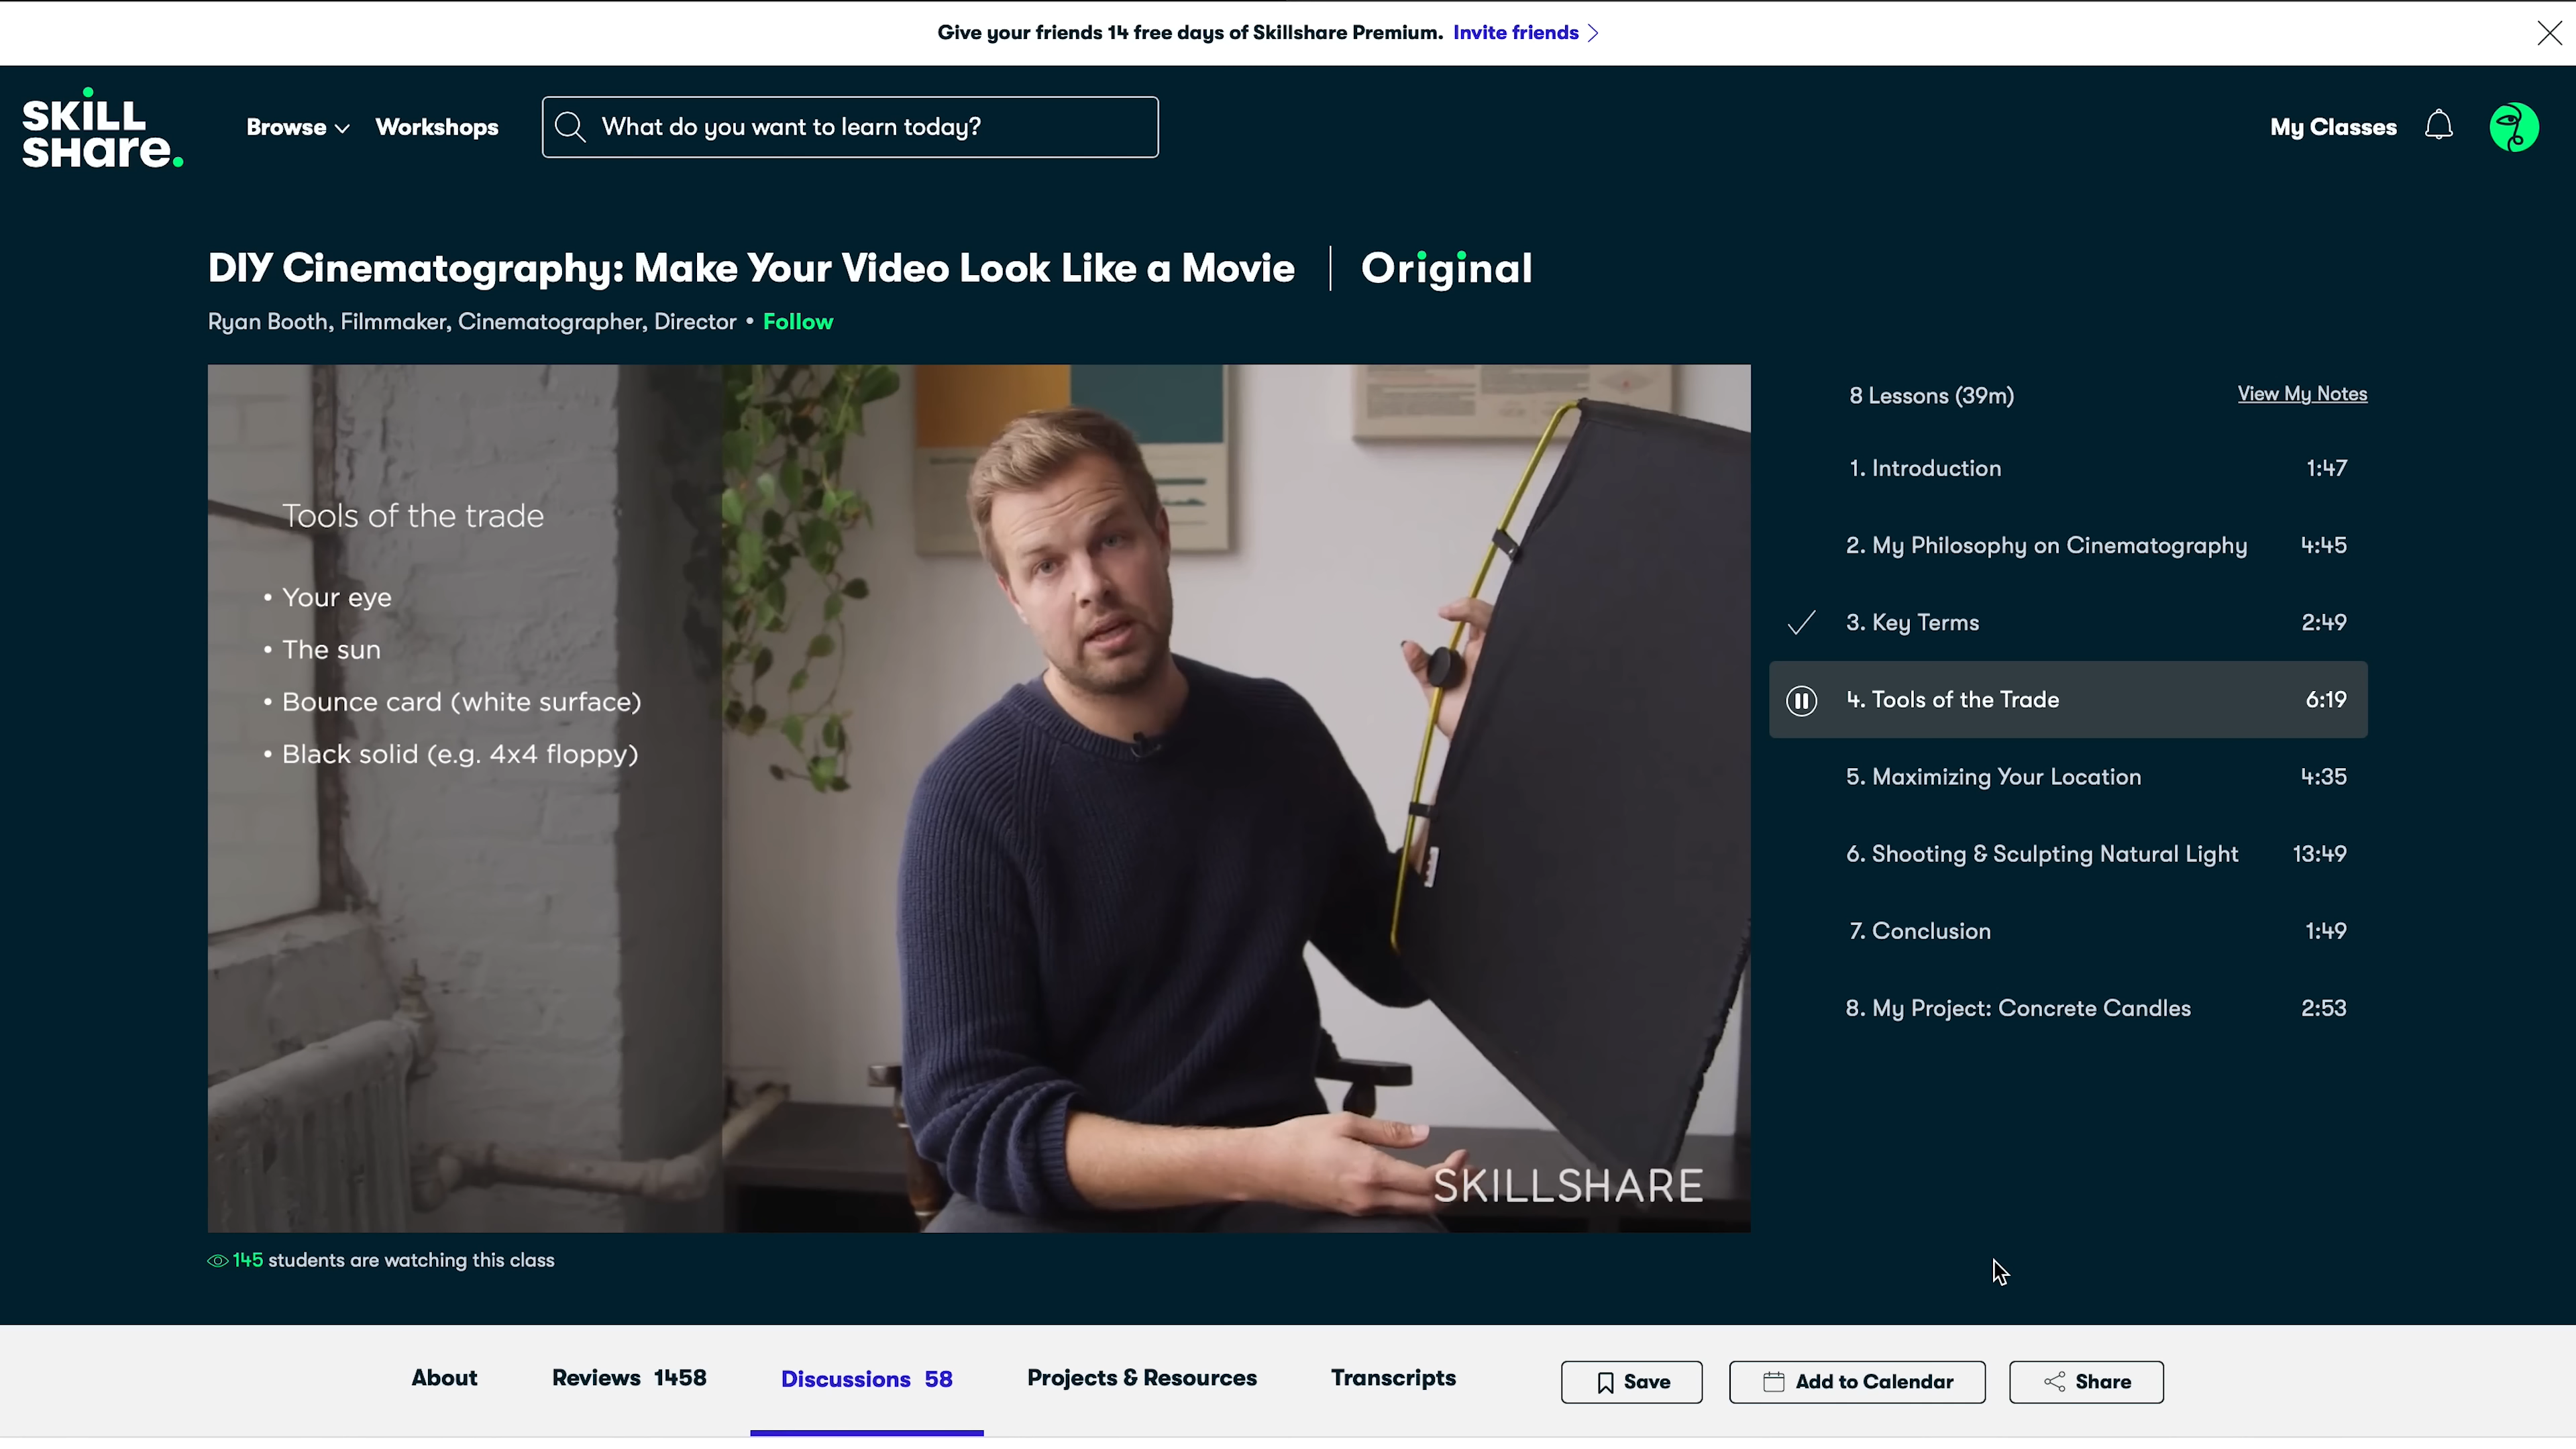 Give your friends 14 free days of Skillshare Premium. Invite friends
SKILL
SHare.
Browse
Workshops
What do you want to learn today?
My Classes
DIY Cinematography: Make Your Video Look Like a Movie
Original
Ryan Booth, Filmmaker, Cinematographer, Director • Follow
Tools of the trade
• Your eye
• The sun
• Bounce card (white surface)
• Black solid (e.g. 4x4 floppy)
SKILLSHARE
8 Lessons (39m) View My Notes
1. Introduction 1:47
2. My Philosophy on Cinematography 4:45
3. Key Terms 2:49
4. Tools of the Trade 6:19
5. Maximizing Your Location 4:35
6. Shooting & Sculpting Natural Light 13:49
7. Conclusion 1:49
8. My Project: Concrete Candles 2:53
145 students are watching this class
About
Reviews 1458
Discussions 58
Projects & Resources
Transcripts
Save
Add to Calendar
Share